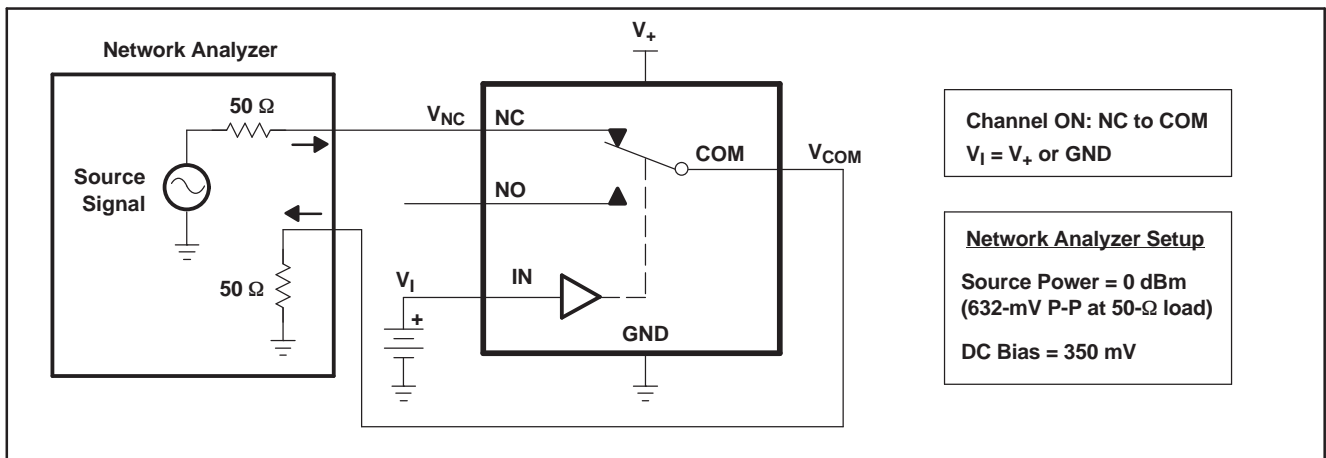 Network Analyzer
50 Ω
Source
Signal
50 Ω
V+
VNC
NC
COM
VCOM
NO
VI
IN
+
GND
Channel ON: NC to COM
VI = V+ or GND
Network Analyzer Setup
Source Power = 0 dBm
(632-mV P-P at 50-Ω load)
DC Bias = 350 mV